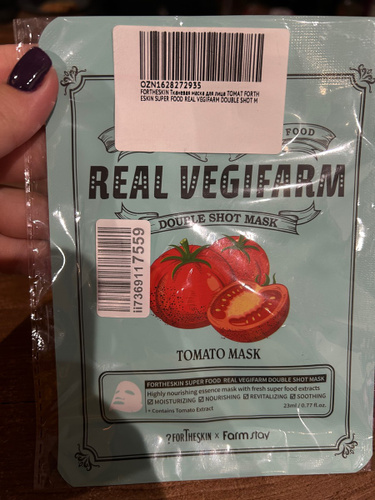 OZN1628272935
FORTHESKIN Тканевая маска для лица TOMAT FORTH
ESKIN SUPER FOOD REAL VEGIFARM DOUBLE SHOT M
FOOD
REAL VEGIFARM
DOUBLE SHOT MASK
ii7369117559
TOMATO MASK
FORTHESKIN SUPER FOOD REAL VEGIFARM DOUBLE SHOT MASK
Highly nourishing essence mask with fresh super food extracts
☑ MOISTURIZING ☑ NOURISHING ☑ REVITALIZING ☑ SOOTHING
23ml / 0.77 fl.oz.
+ Contains Tomato Extract
?FORTHESKIN × Farmstay